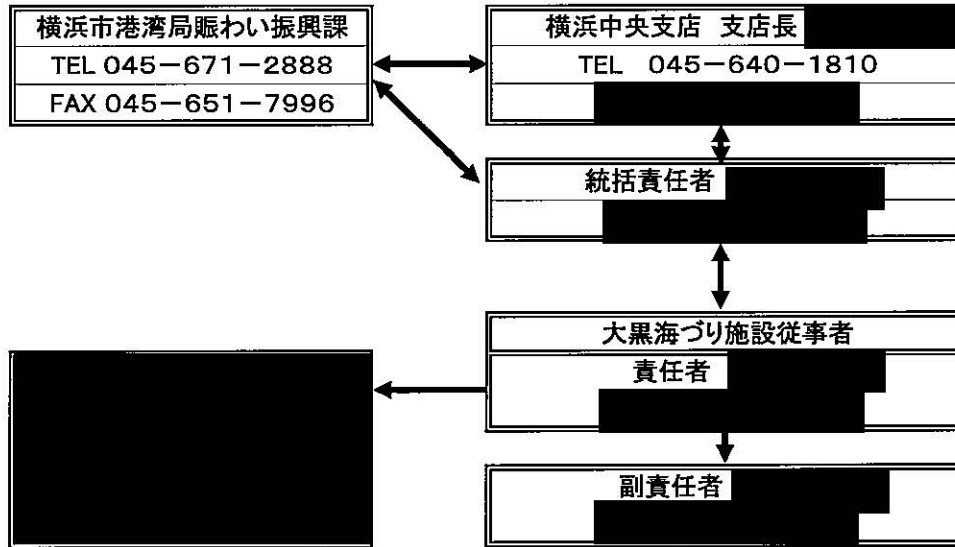 横浜市港湾局賑わい振興課
TEL 045－671－2888
FAX 045－651－7996
横浜中央支店 支店長
TEL 045－640－1810
統括責任者
大黒海づり施設従事者
責任者
副責任者